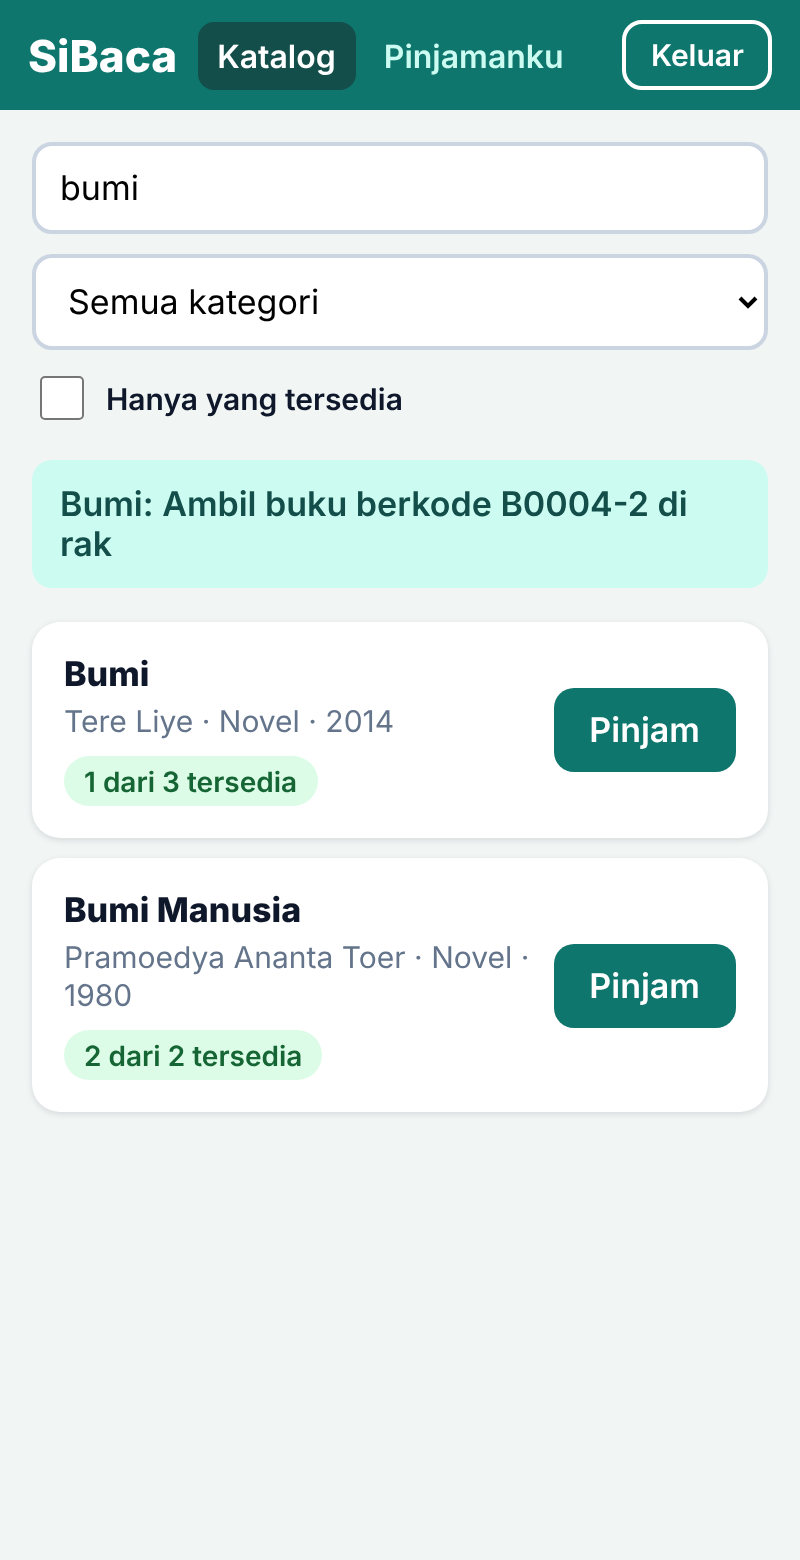 SiBaca Katalog Pinjamanku Keluar
bumi
Semua kategori
Hanya yang tersedia
Bumi: Ambil buku berkode B0004-2 di
rak
Bumi
Tere Liye · Novel · 2014
1 dari 3 tersedia
Pinjam
Bumi Manusia
Pramoedya Ananta Toer · Novel ·
1980
2 dari 2 tersedia
Pinjam